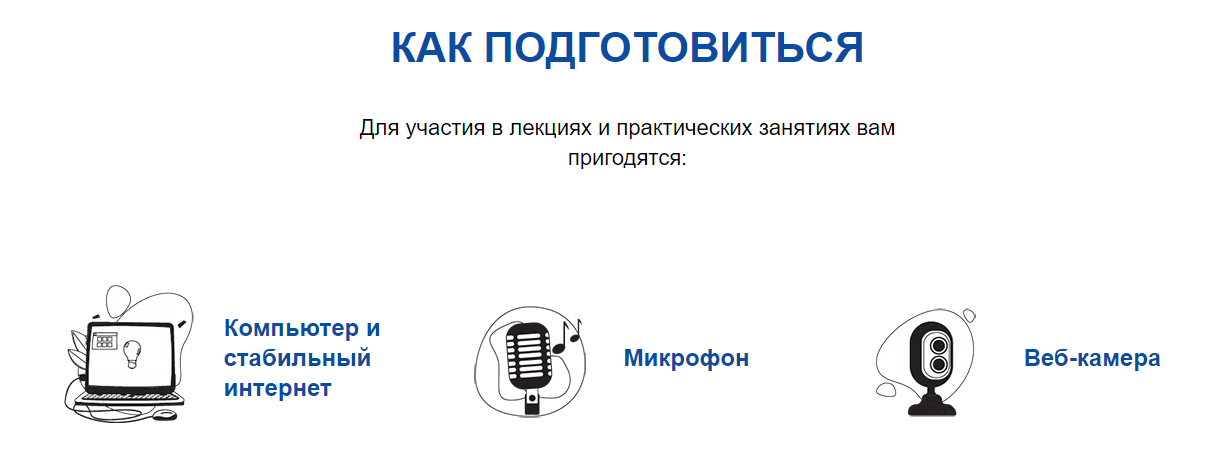 КАК ПОДГОТОВИТЬСЯ
Для участия в лекциях и практических занятиях вам
пригодятся:
Компьютер и
стабильный
интернет
Микрофон
Веб-камера